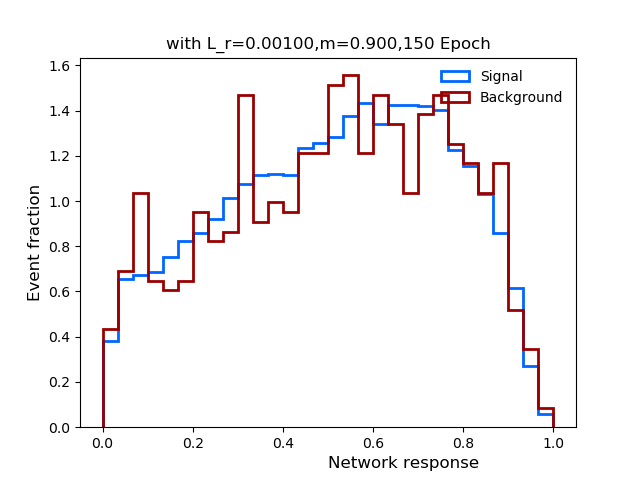 with L_r=0.00100,m=0.900,150 Epoch
Signal
Background
Event fraction
1.6
1.4
1.2
1.0
0.8
0.6
0.4
0.2
0.0
0.0 0.2 0.4 0.6 0.8 1.0
Network response